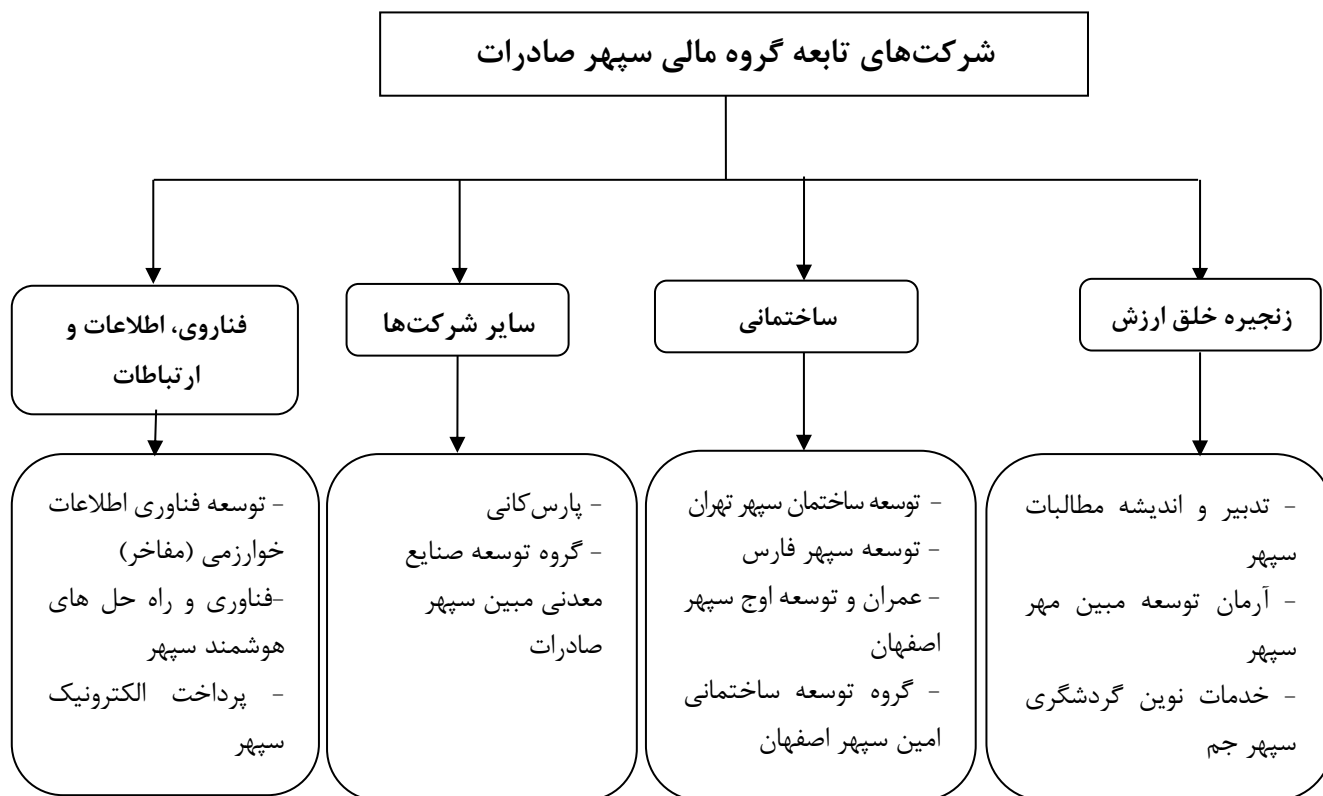 شرکت‌های تابعه گروه مالی سپهر صادرات
زنجیره خلق ارزش
ساختمانی
سایر شرکت‌ها
فناروی، اطلاعات و
ارتباطات
- تدبیر و اندیشه مطالبات
سپهر
- آرمان توسعه مبین مهر
سپهر
- خدمات نوین گردشگری
سپهر جم
- توسعه ساختمان سپهر تهران
- توسعه سپهر فارس
- عمران و توسعه اوج سپهر
اصفهان
- گروه توسعه ساختمانی
امین سپهر اصفهان
- پارس‌کانی
- گروه توسعه صنایع
معدنی مبین سپهر
صادرات
- توسعه فناوری اطلاعات
خوارزمی (مفاخر)
-فناوری و راه حل های
هوشمند سپهر
- پرداخت الکترونیک
سپهر